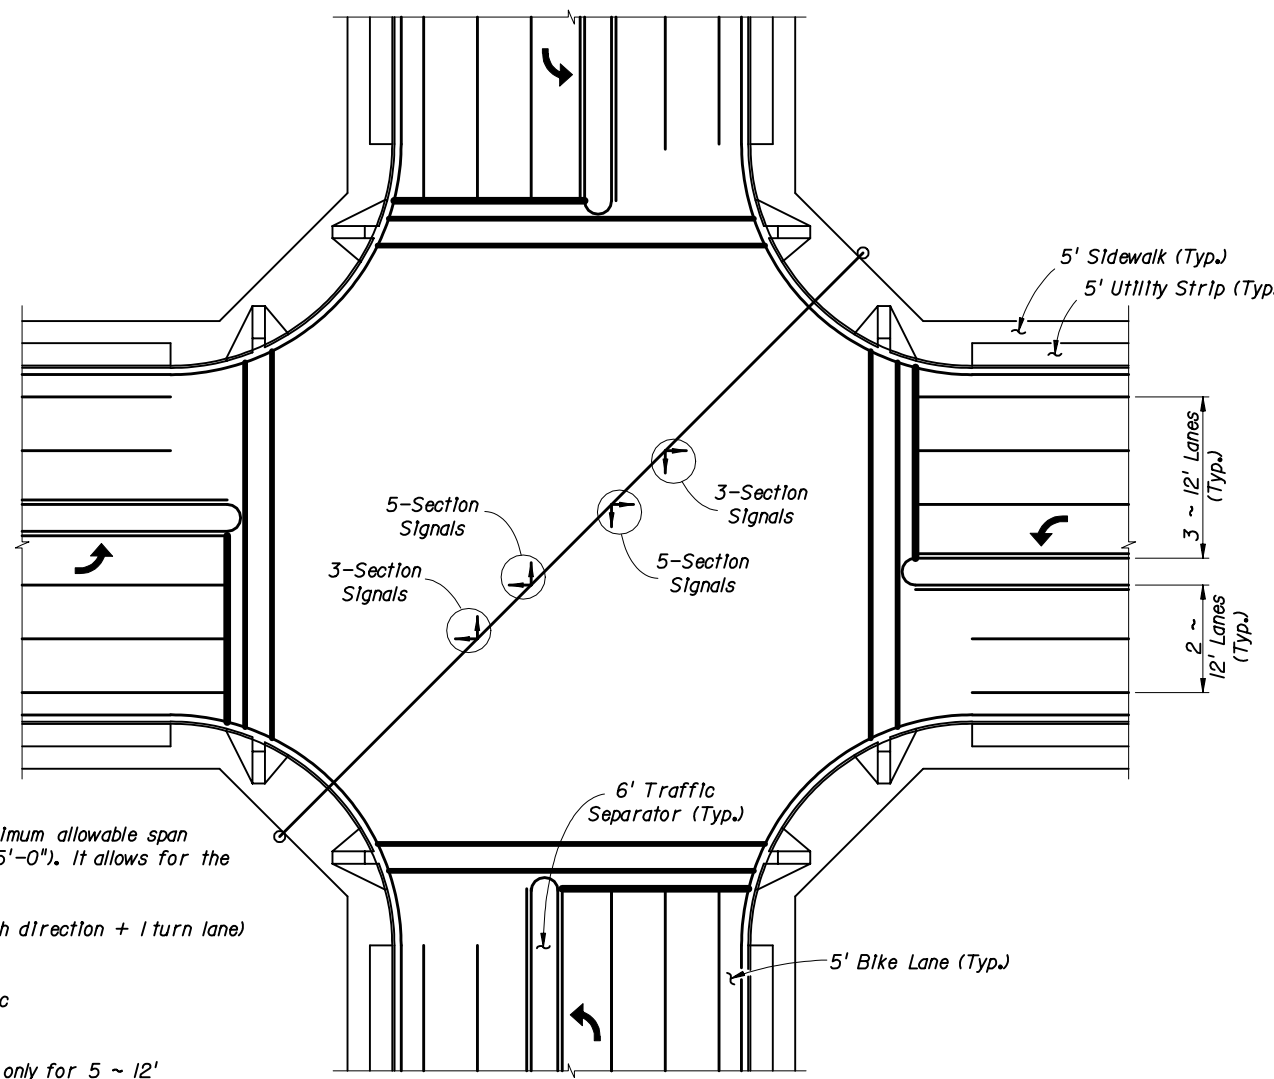 5' Sidewalk (Typ.)
5' Utility Strip (Typ.
3 ~ 12' Lanes
(Typ.)
3-Section
Signals
5-Section
Signals
5-Section
Signals
3-Section
Signals
2 ~
12' Lanes
(Typ.)
6' Traffic
Separator (Typ.)
imum allowable span
5'-0"). It allows for the
h direction + 1 turn lane)
c
5' Bike Lane (Typ.)
only for 5 ~ 12'